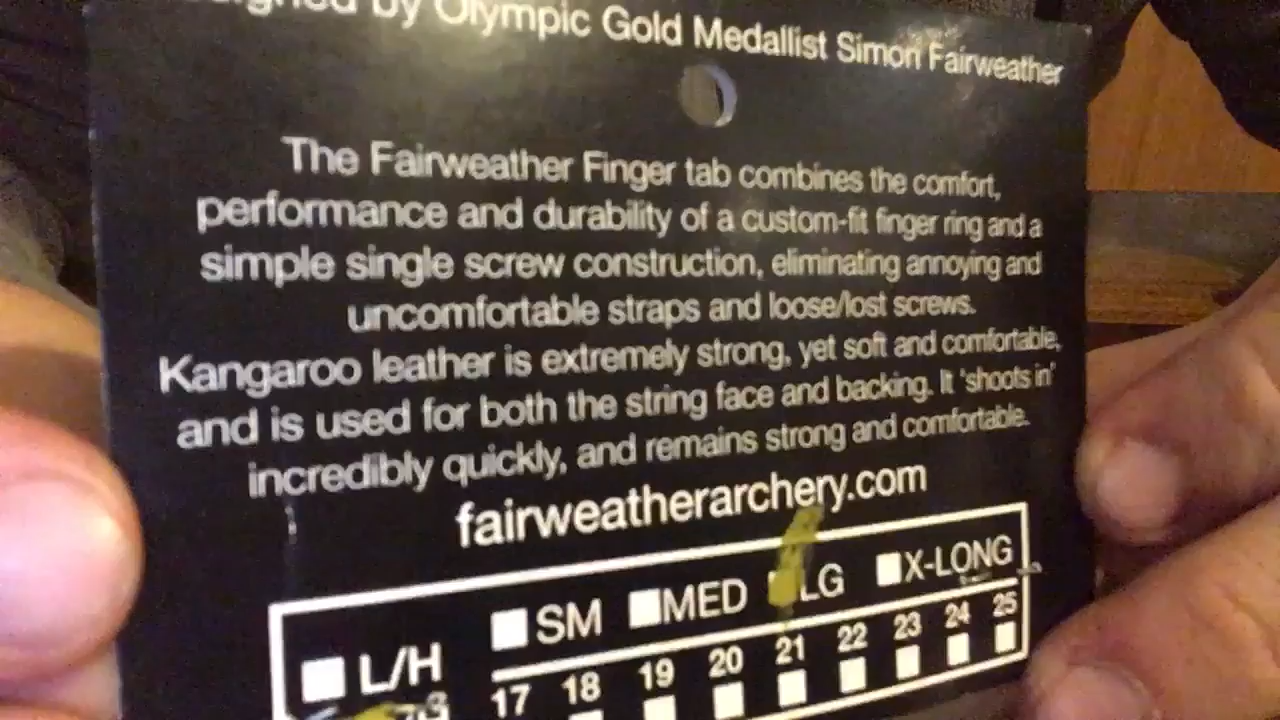 by Olympic Gold Medallist Simon Fairweather
The Fairweather Finger tab combines the comfort,
performance and durability of a custom-fit finger ring and a
simple single screw construction, eliminating annoying and
uncomfortable straps and loose/lost screws.
Kangaroo leather is extremely strong, yet soft and comfortable,
and is used for both the string face and backing. It 'shoots in'
incredibly quickly, and remains strong and comfortable.
fairweatherarchery.com
L/H SM MED LG X-LONG
17 18 19 20 21 22 23 24 25